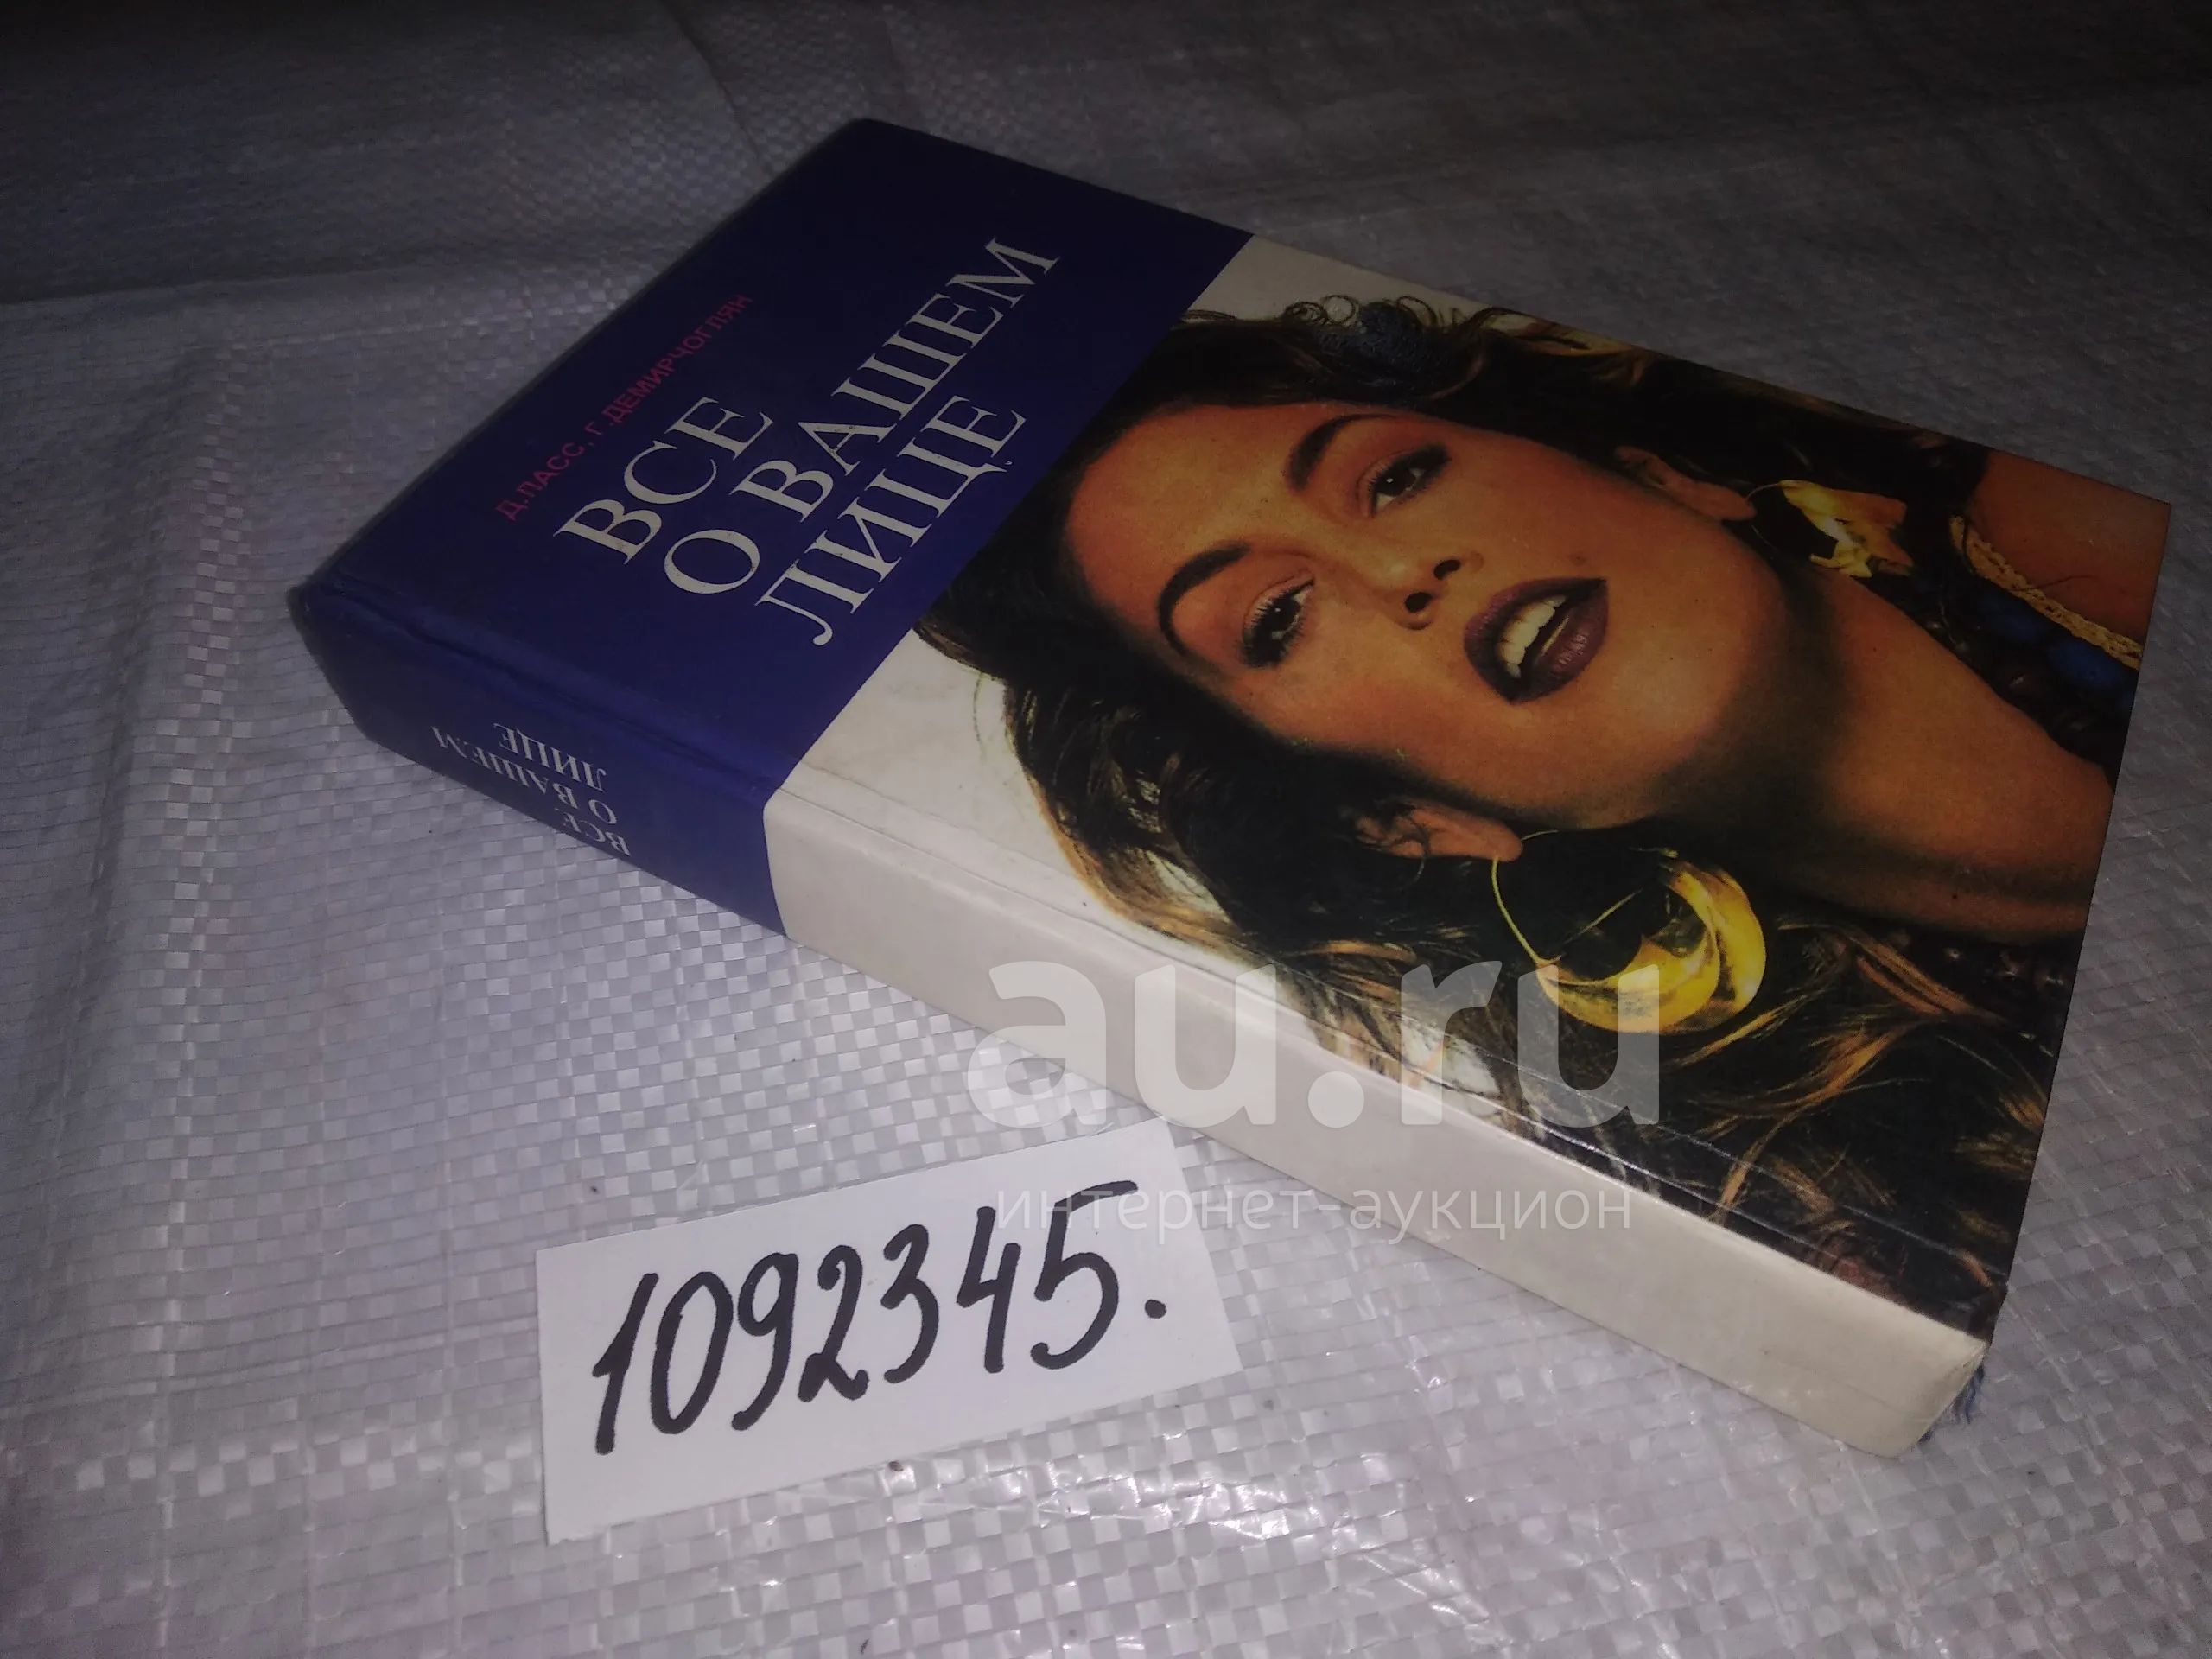 Д.ЛАСС, Г.ДЕМИРЧОГЛЯН
ВСЕ
О ВАШЕМ
ЛИЦЕ
ВСЕ
О ВАШЕМ
ЛИЦЕ
au.ru
интернет-аукцион
1092345.